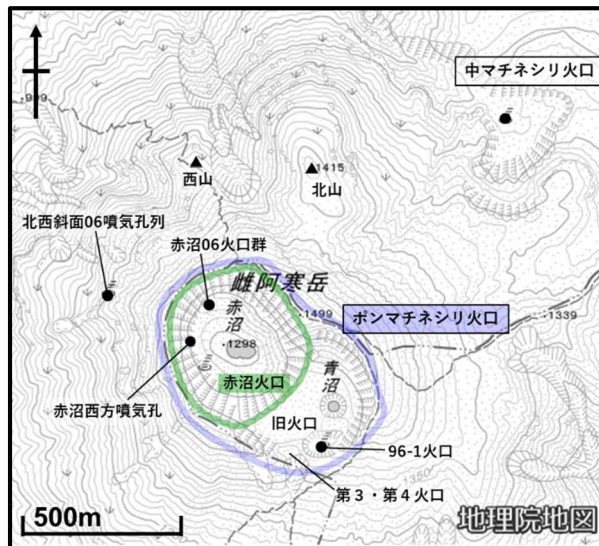 中マチネシリ火口
999
1415
西山
北山
北西斜面06噴気孔列
赤沼06火口群
雌阿寒岳
赤沼
1499
ポンマチネシリ火口
1339
1298
青沼
赤沼火口
赤沼西方噴気孔
旧火口
96-1火口
1350
第3・第4火口
500m
地理院地図